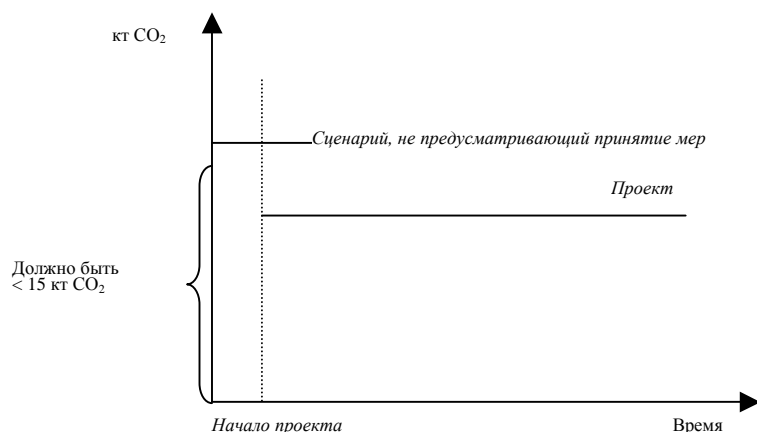 кт CO₂
Сценарий, не предусматривающий принятие мер
Проект
Должно быть
< 15 кт CO₂
Начало проекта
Время